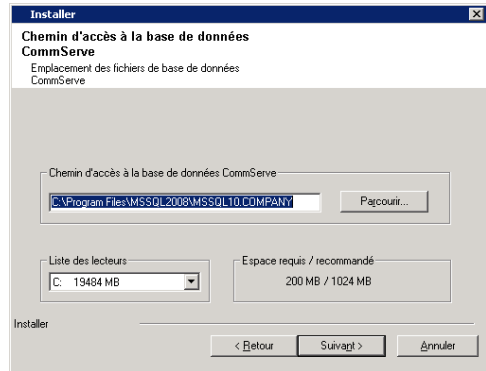 Installer
Chemin d'accès à la base de données
CommServe
Emplacement des fichiers de base de données
CommServe
Chemin d'accès à la base de données CommServe
C:\Program Files\MSSQL2008\MSSQL10.COMPANY
Parcourir...
Liste des lecteurs
C: 19484 MB
Espace requis / recommandé
200 MB / 1024 MB
Installer
< Retour
Suivant >
Annuler